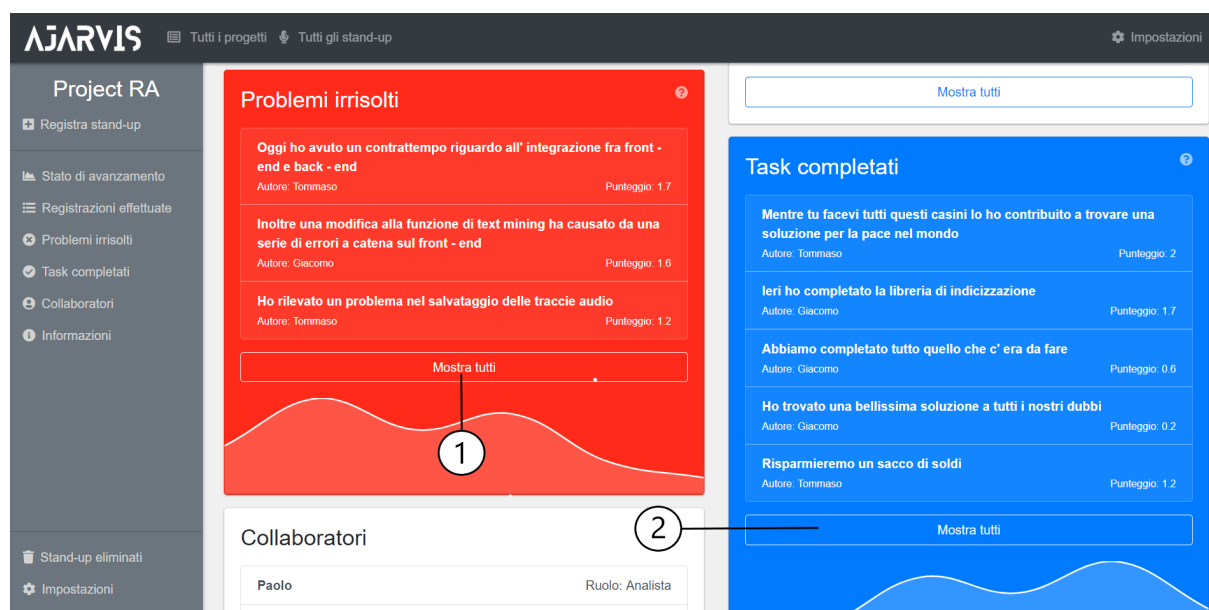 AJARVIS
Tutti i progetti
Tutti gli stand-up
Impostazioni
Project RA
Registra stand-up
Stato di avanzamento
Registrazioni effettuate
Problemi irrisolti
Task completati
Collaboratori
Informazioni
Stand-up eliminati
Impostazioni
Problemi irrisolti
Oggi ho avuto un contrattempo riguardo all' integrazione fra front -
end e back - end
Autore: Tommaso
Punteggio: 1.7
Inoltre una modifica alla funzione di text mining ha causato da una
serie di errori a catena sul front - end
Autore: Giacomo
Punteggio: 1.6
Ho rilevato un problema nel salvataggio delle traccie audio
Autore: Tommaso
Punteggio: 1.2
Mostra tutti
1
Collaboratori
Paolo
Ruolo: Analista
Mostra tutti
Task completati
Mentre tu facevi tutti questi casini Io ho contribuito a trovare una
soluzione per la pace nel mondo
Autore: Tommaso
Punteggio: 2
Ieri ho completato la libreria di indicizzazione
Autore: Giacomo
Punteggio: 1.7
Abbiamo completato tutto quello che c' era da fare
Autore: Giacomo
Punteggio: 0.6
Ho trovato una bellissima soluzione a tutti i nostri dubbi
Autore: Giacomo
Punteggio: 0.2
Risparmieremo un sacco di soldi
Autore: Tommaso
Punteggio: 1.2
2
Mostra tutti